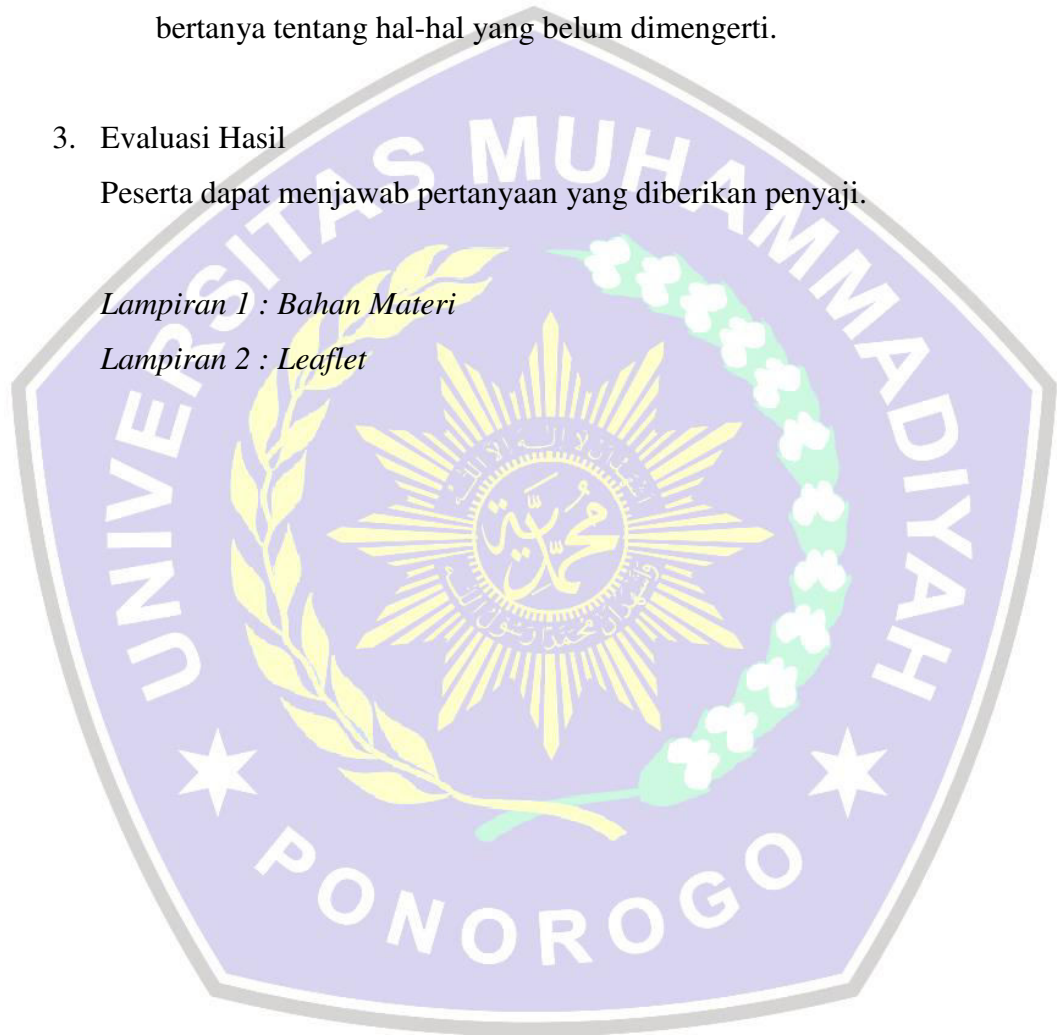 bertanya tentang hal-hal yang belum dimengerti.
3. Evaluasi Hasil
Peserta dapat menjawab pertanyaan yang diberikan penyaji.
Lampiran 1 : Bahan Materi
Lampiran 2 : Leaflet
UNIVERSITAS MUHAMMADIYAH
PONOROGO
محمدية